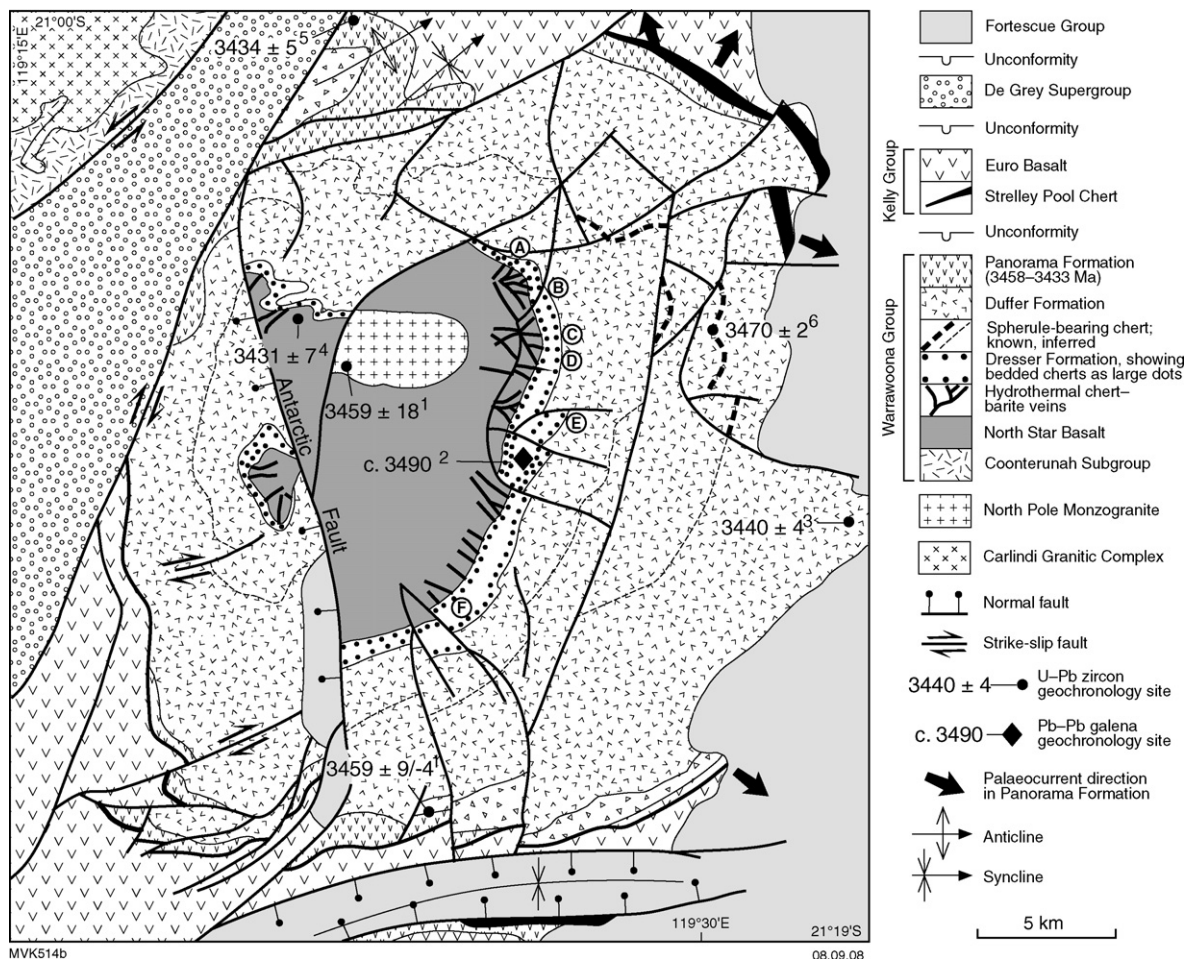 21°00'S
119°15'E
3434 ± 5⁵
A
B
C
D
E
F
3470 ± 2⁶
3431 ± 7⁴
3459 ± 18¹
Antarctic
Fault
c. 3490 ²
3440 ± 4³
3459 ± 9/-4¹
119°30'E
21°19'S
MVK514b
08.09.08
Fortescue Group
Unconformity
De Grey Supergroup
Unconformity
Kelly Group
Euro Basalt
Strelley Pool Chert
Unconformity
Warrawoona Group
Panorama Formation
(3458–3433 Ma)
Duffer Formation
Spherule-bearing chert;
known, inferred
Dresser Formation, showing
bedded cherts as large dots
Hydrothermal chert–
barite veins
North Star Basalt
Coonterunah Subgroup
North Pole Monzogranite
Carlindi Granitic Complex
Normal fault
Strike-slip fault
3440 ± 4
U–Pb zircon
geochronology site
c. 3490
Pb–Pb galena
geochronology site
Palaeocurrent direction
in Panorama Formation
Anticline
Syncline
5 km